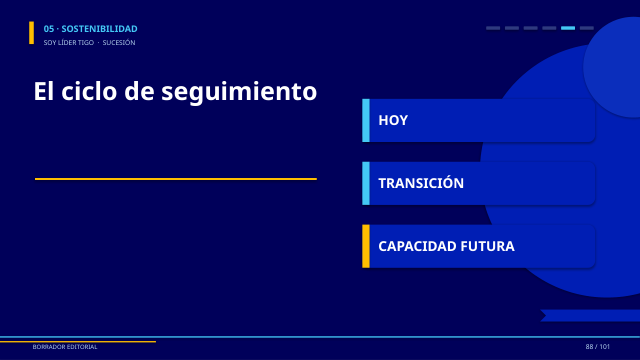 05 · SOSTENIBILIDAD
SOY LÍDER TIGO · SUCESIÓN
El ciclo de seguimiento
HOY
TRANSICIÓN
CAPACIDAD FUTURA
BORRADOR EDITORIAL
88 / 101